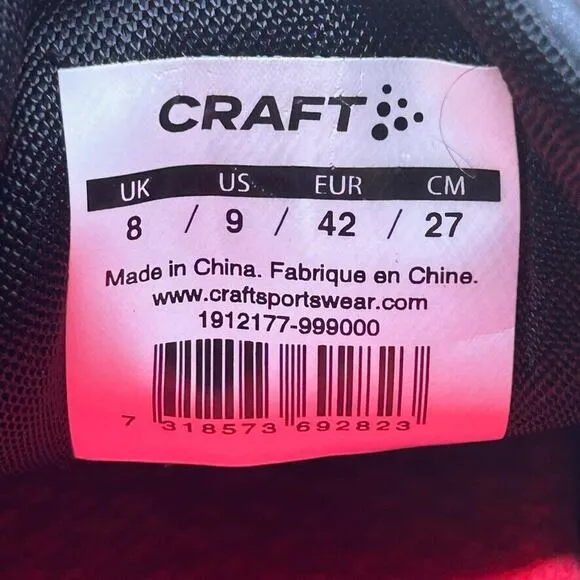 CRAFT
UK US EUR CM
8 / 9 / 42 / 27
Made in China. Fabrique en Chine.
www.craftsportswear.com
1912177-999000
7 318573 692823